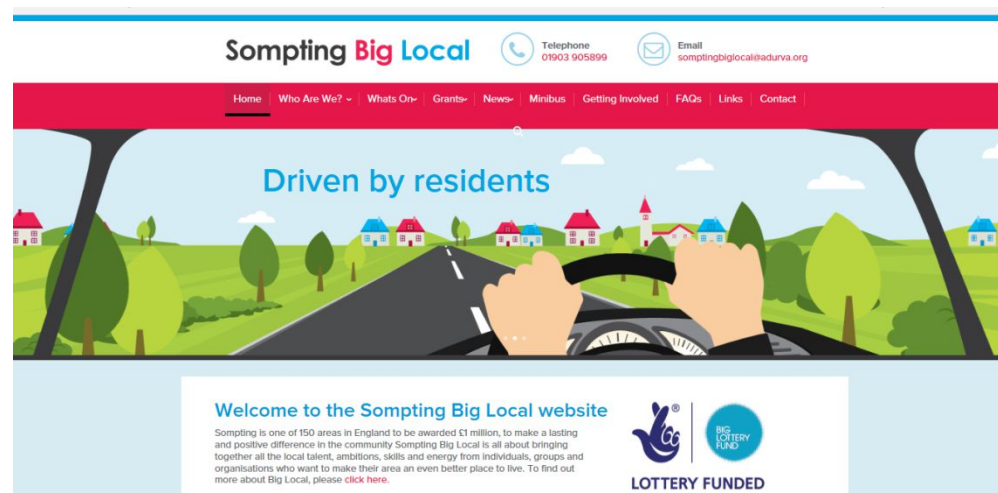 Sompting Big Local
Telephone
01903 905899
Email
somptingbiglocal@adurva.org
Home
Who Are We?
Whats On
Grants
News
Minibus
Getting Involved
FAQs
Links
Contact
Driven by residents
Welcome to the Sompting Big Local website
Sompting is one of 150 areas in England to be awarded £1 million, to make a lasting
and positive difference in the community Sompting Big Local is all about bringing
together all the local talent, ambitions, skills and energy from individuals, groups and
organisations who want to make their area an even better place to live. To find out
more about Big Local, please click here.
®
BIG
LOTTERY
FUND
LOTTERY FUNDED